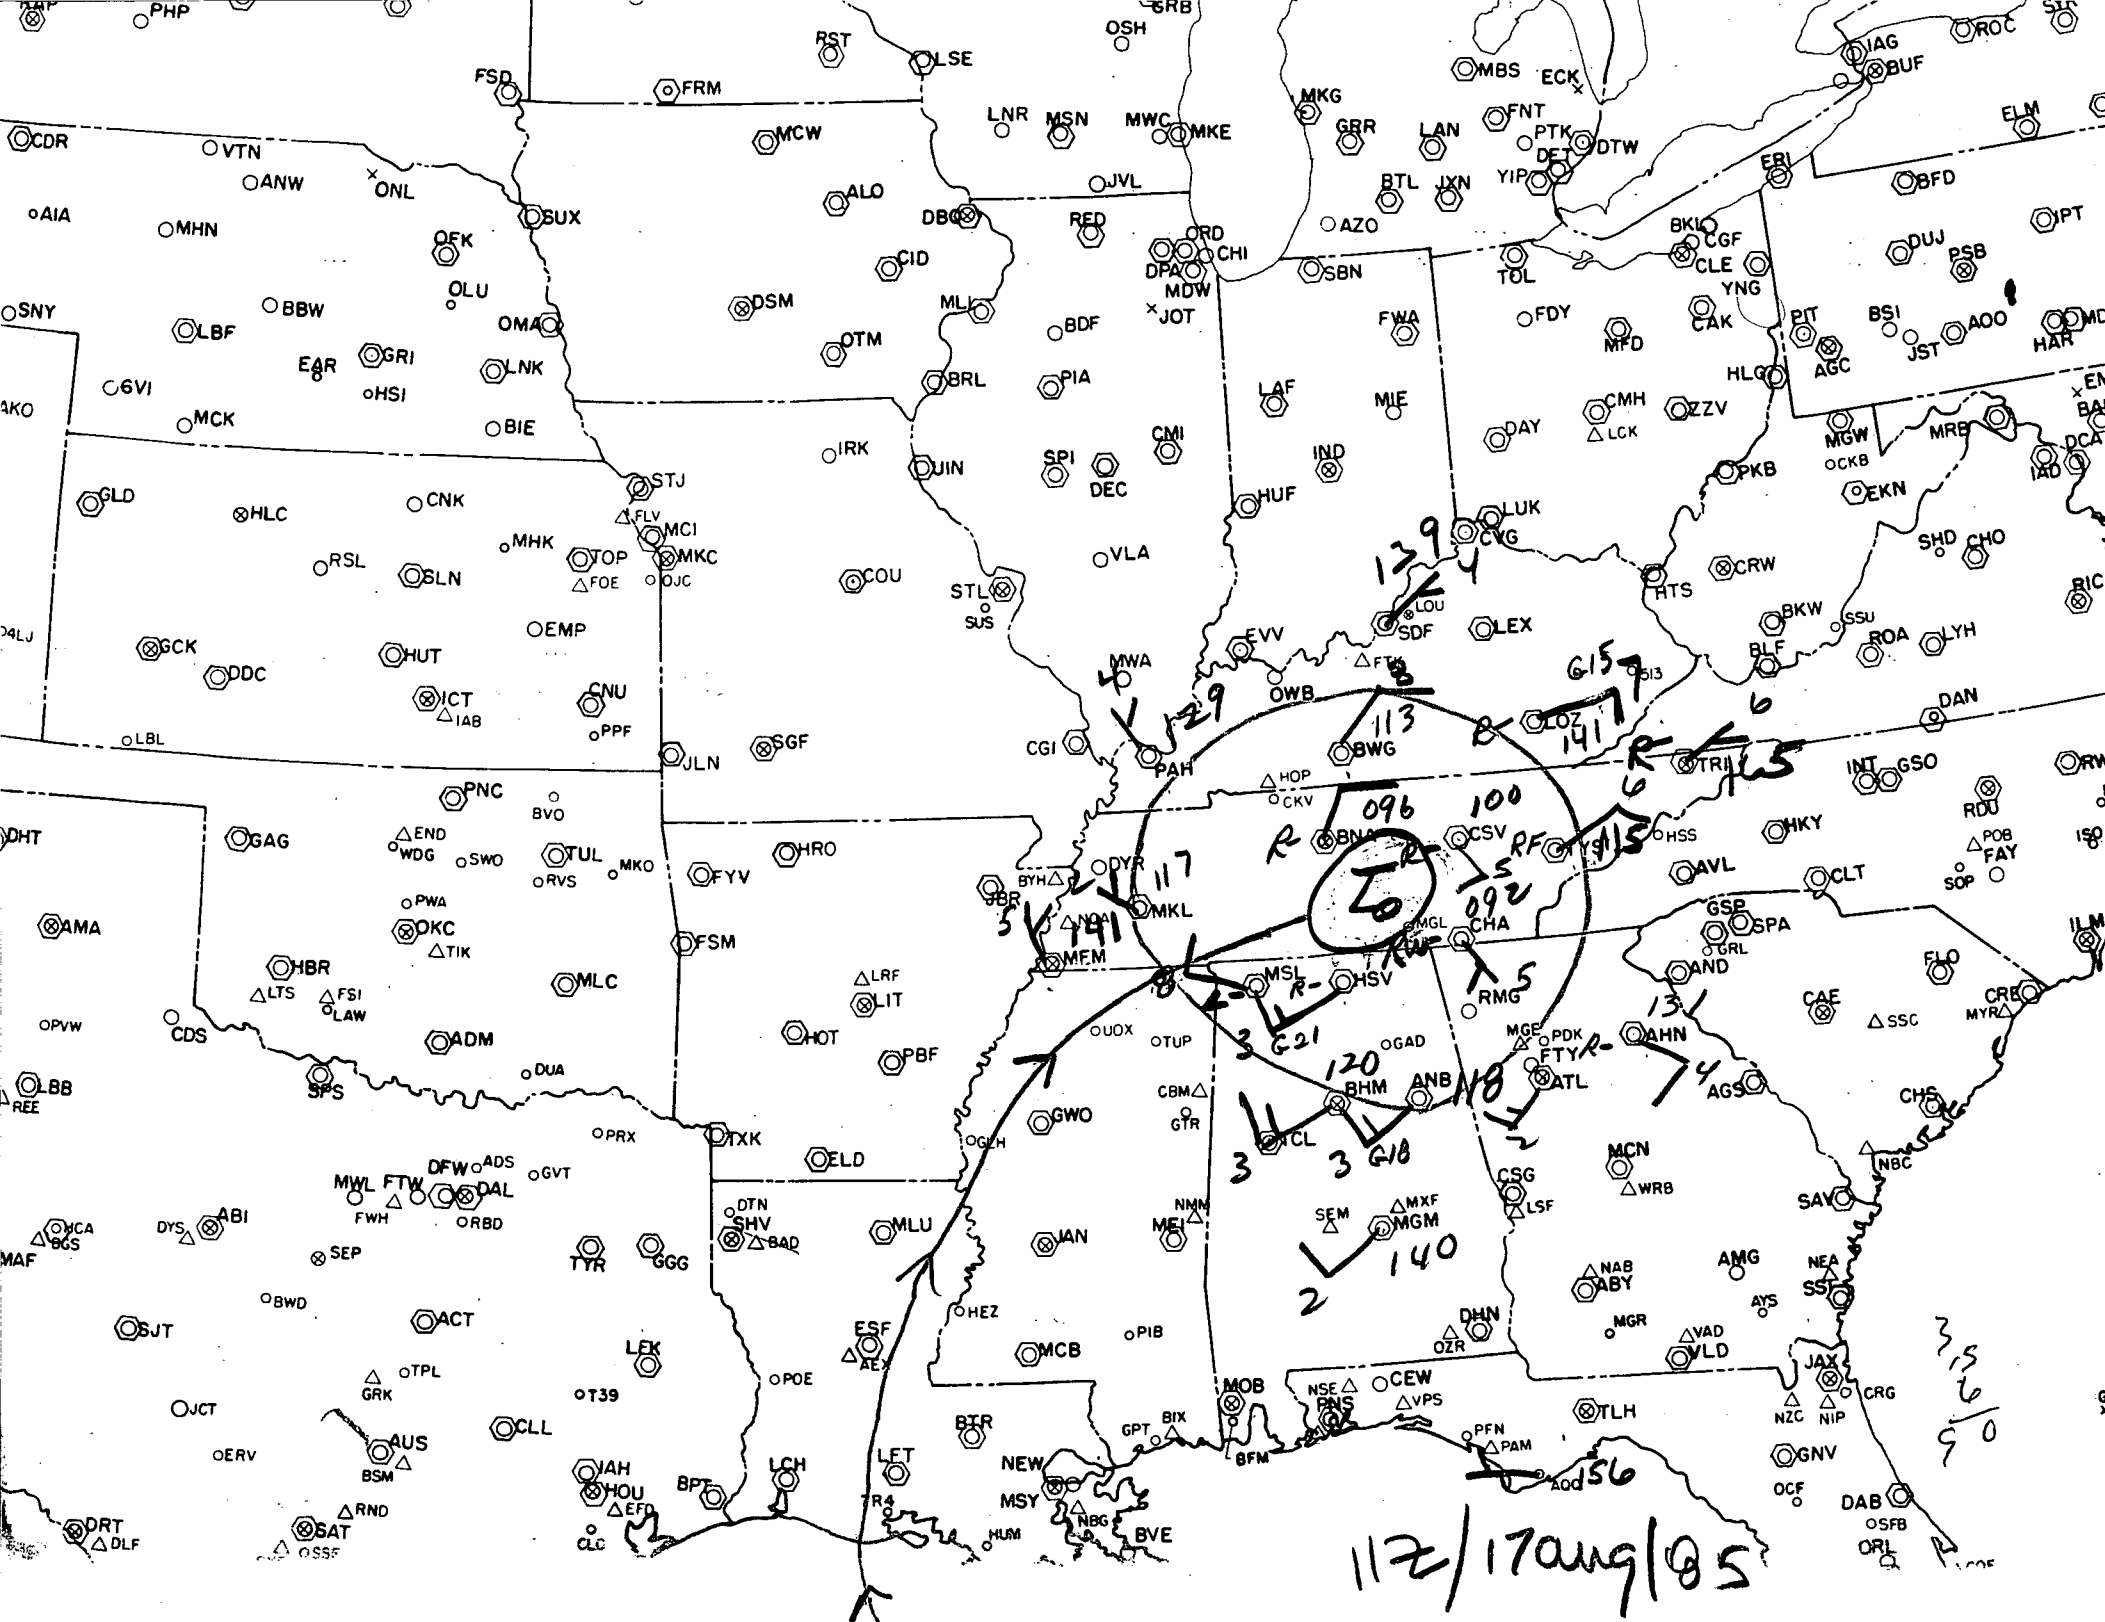 RAP PHP GRB OSH ROC
RST LSE MBS ECK IAG BUF
FSD FRM MKG FNT ELM
CDR VTN MCW LNR MSN MWC MKE GRR LAN PTK DTW
DET ERI
ANW ONL JVL BTL JXN YIP BFD
AIA MHN SUX ALO DBQ RED AZO BKL IPT
OFK CID ORD CHI CGF DUJ
DPA MDW SBN TOL CLE PSB
SNY BBW OLU DSM MLI JOT YNG
LBF OMA BDF FWA FDY CAK PIT BSI AOO
EAR GRI OTM MFD JST HAR
6VI HSI LNK BRL PIA LAF HLG AGC
AKO MCK BIE MIE CMH ZZV
IRK CMI DAY LCK MGW MRB DCA
UIN SPI DEC IND CKB IAD
GLD CNK STJ HUF PKB EKN
HLC FLV MCI LUK
MHK CVG
RSL TOP MKC VLA 139 SHD CHO
SLN FOE OJC COU 4 CRW
STL HTS RIC
SUS LOU
04LJ EMP SDF LEX BKW SSU
GCK HUT EVV ROA LYH
DDC MWA FTK G15 513 BLF
ICT CNU 4 OWB 8
IAB 29 113 6 DAN
LBL PPF SGF CGI LOZ
JLN PAH BWG 141 R- TRI 165 INT GSO
PNC HOP 6 RDU
BVO CKV 096 100
DHT GAG END WDG SWO TUL HRO R- BNA CSV RF TYS 115 HSS HKY POB
RVS MKO FYV DYR 117 R- 5 AVL CLT FAY
PWA BYH JBR MKL L 092 SOP
AMA OKC NQA 5 141 MGL CHA GSP SPA ILM
TIK FSM MEM RW- GRL
HBR LRF 8 MSL R- HSV 5 AND FLO
LTS FSI MLC LIT RMG CRE
LAW CAE MYR
PVW CDS UOX 3 G21 MGE 131 SSC
ADM HOT TUP GAD PDK R- AHN
PBF 120 FTY 4
LBB SPS DUA CBM BHM ANB 118 ATL AGS
REE GWO GTR CHS
PRX TXK GLH TCL 2
DFW ADS ELD 3 3 G18 MCN
MWL FTW DAL GVT CSG NBC
FWH DTN NMM MXF LSF WRB SAV
ABI RBD SHV MLU SEM MGM
DYS BGS JAN MEI
MAF SEP TYR GGG BAD 140 NAB AMG NEA
BWD HEZ 2 ABY SSI
SJT ACT ESF PIB DHN MGR AYS
LFK AEX MCB OZR VAD VLD
TPL POE JAX
GRK T39 MOB NSE CEW CRG
JCT CLL VPS NZC NIP
AUS BTR GPT BIX PNS TLH
ERV BSM IAH LCH LFT NEW BFM PFN PAM GNV
HOU BPT AQQ 156 OCF
RND EFD 7R4 MSY NBG DAB
DRT SAT CLC HUM BVE SFB
DLF SSF ORL
11Z/17aug/85